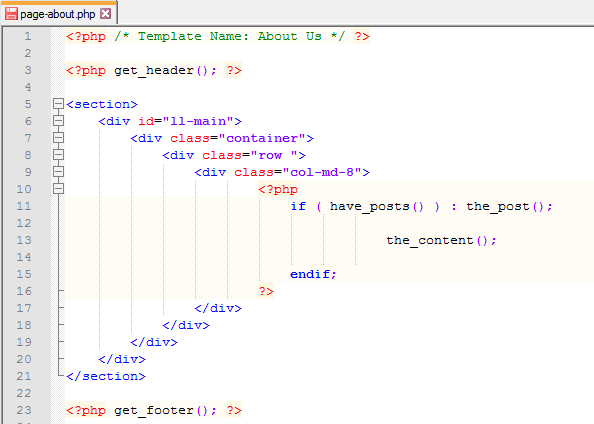 page-about.php
1 <?php /* Template Name: About Us */ ?>
2
3 <?php get_header(); ?>
4
5 <section>
6 <div id="ll-main">
7 <div class="container">
8 <div class="row ">
9 <div class="col-md-8">
10 <?php
11 if ( have_posts() ) : the_post();
12
13 the_content();
14
15 endif;
16 ?>
17 </div>
18 </div>
19 </div>
20 </div>
21 </section>
22
23 <?php get_footer(); ?>